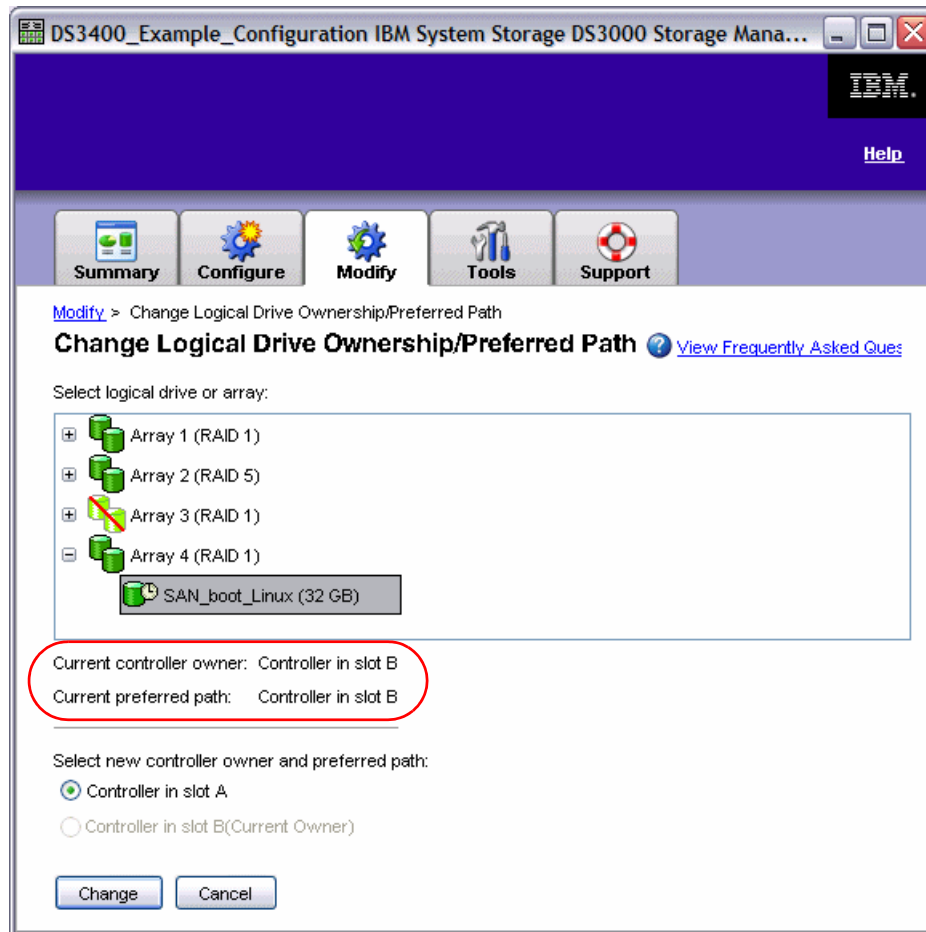 DS3400_Example_Configuration IBM System Storage DS3000 Storage Mana...
IBM.
Help
Summary
Configure
Modify
Tools
Support
Modify > Change Logical Drive Ownership/Preferred Path
Change Logical Drive Ownership/Preferred Path ? View Frequently Asked Ques
Select logical drive or array:
Array 1 (RAID 1)
Array 2 (RAID 5)
Array 3 (RAID 1)
Array 4 (RAID 1)
SAN_boot_Linux (32 GB)
Current controller owner: Controller in slot B
Current preferred path: Controller in slot B
Select new controller owner and preferred path:
Controller in slot A
Controller in slot B(Current Owner)
Change Cancel